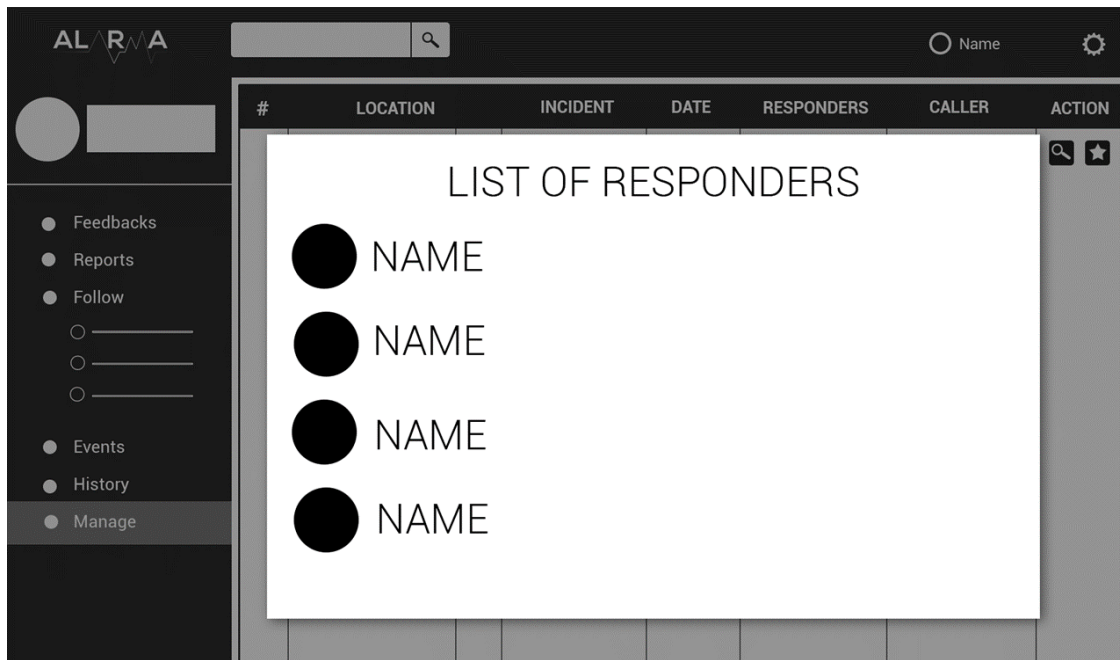 ALARMA
Name
# LOCATION INCIDENT DATE RESPONDERS CALLER ACTION
LIST OF RESPONDERS
NAME
NAME
NAME
NAME
Feedbacks
Reports
Follow
Events
History
Manage